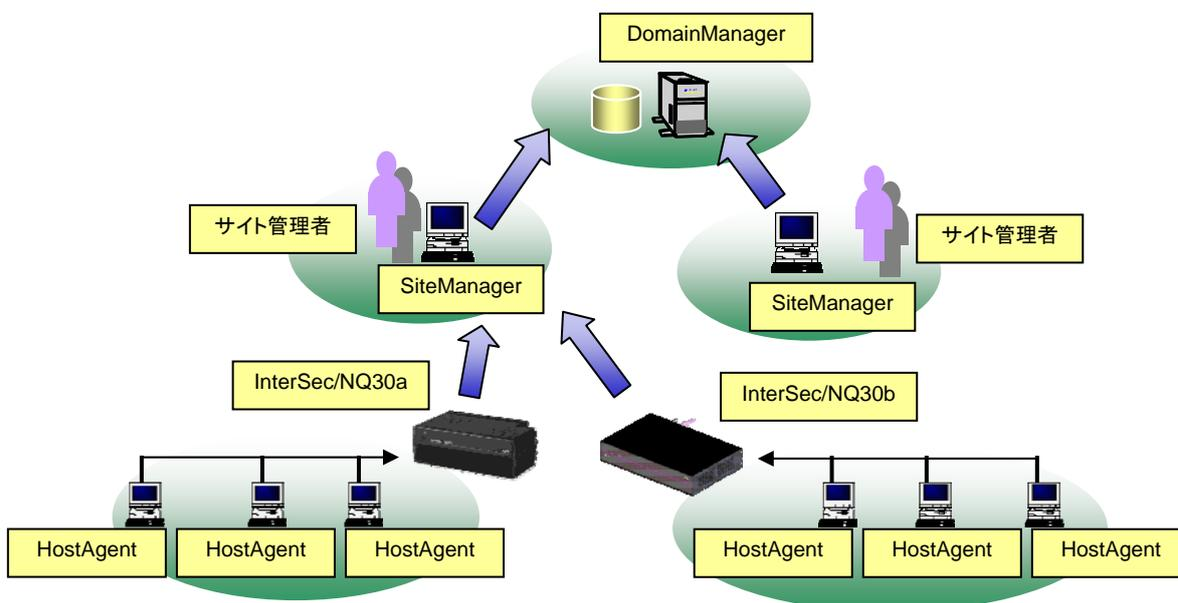 DomainManager
サイト管理者
サイト管理者
SiteManager
SiteManager
InterSec/NQ30a
InterSec/NQ30b
HostAgent
HostAgent
HostAgent
HostAgent
HostAgent
HostAgent